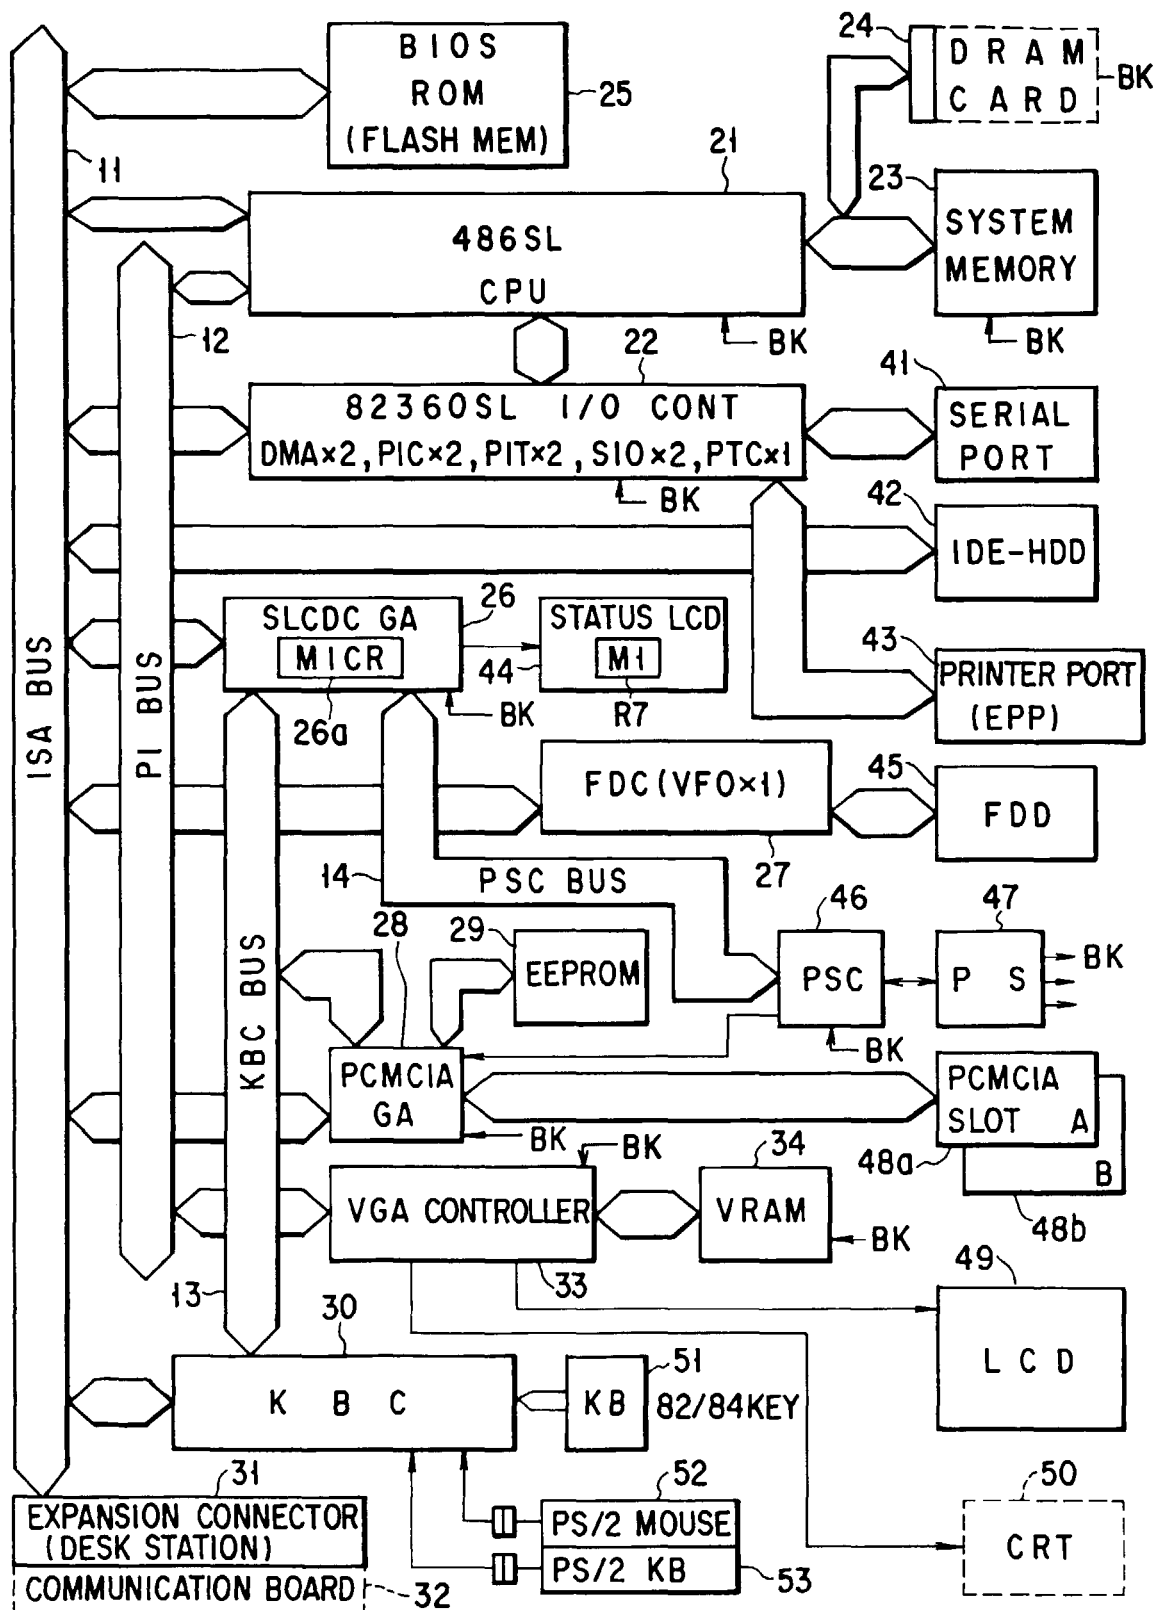 24
DRAM
CARD
BK
BIOS
ROM
(FLASH MEM)
25
11
21
23
486SL
CPU
SYSTEM
MEMORY
12
BK
BK
22
41
82360SL I/O CONT
DMA×2, PIC×2, PIT×2, SIO×2, PTC×1
SERIAL
PORT
BK
42
IDE-HDD
SLCDC GA
MICR
26
26a
STATUS LCD
M1
44
R7
BK
43
PRINTER PORT
(EPP)
ISA BUS
PI BUS
FDC(VFO×1)
27
45
FDD
14
PSC BUS
28
29
46
47
KBC BUS
EEPROM
PSC
P S
BK
BK
PCMCIA
GA
BK
PCMCIA
SLOT A
48a
B
48b
BK
34
VGA CONTROLLER
VRAM
BK
33
13
49
LCD
30
KBC
51
KB
82/84KEY
31
EXPANSION CONNECTOR
(DESK STATION)
COMMUNICATION BOARD
32
52
PS/2 MOUSE
PS/2 KB
53
50
CRT